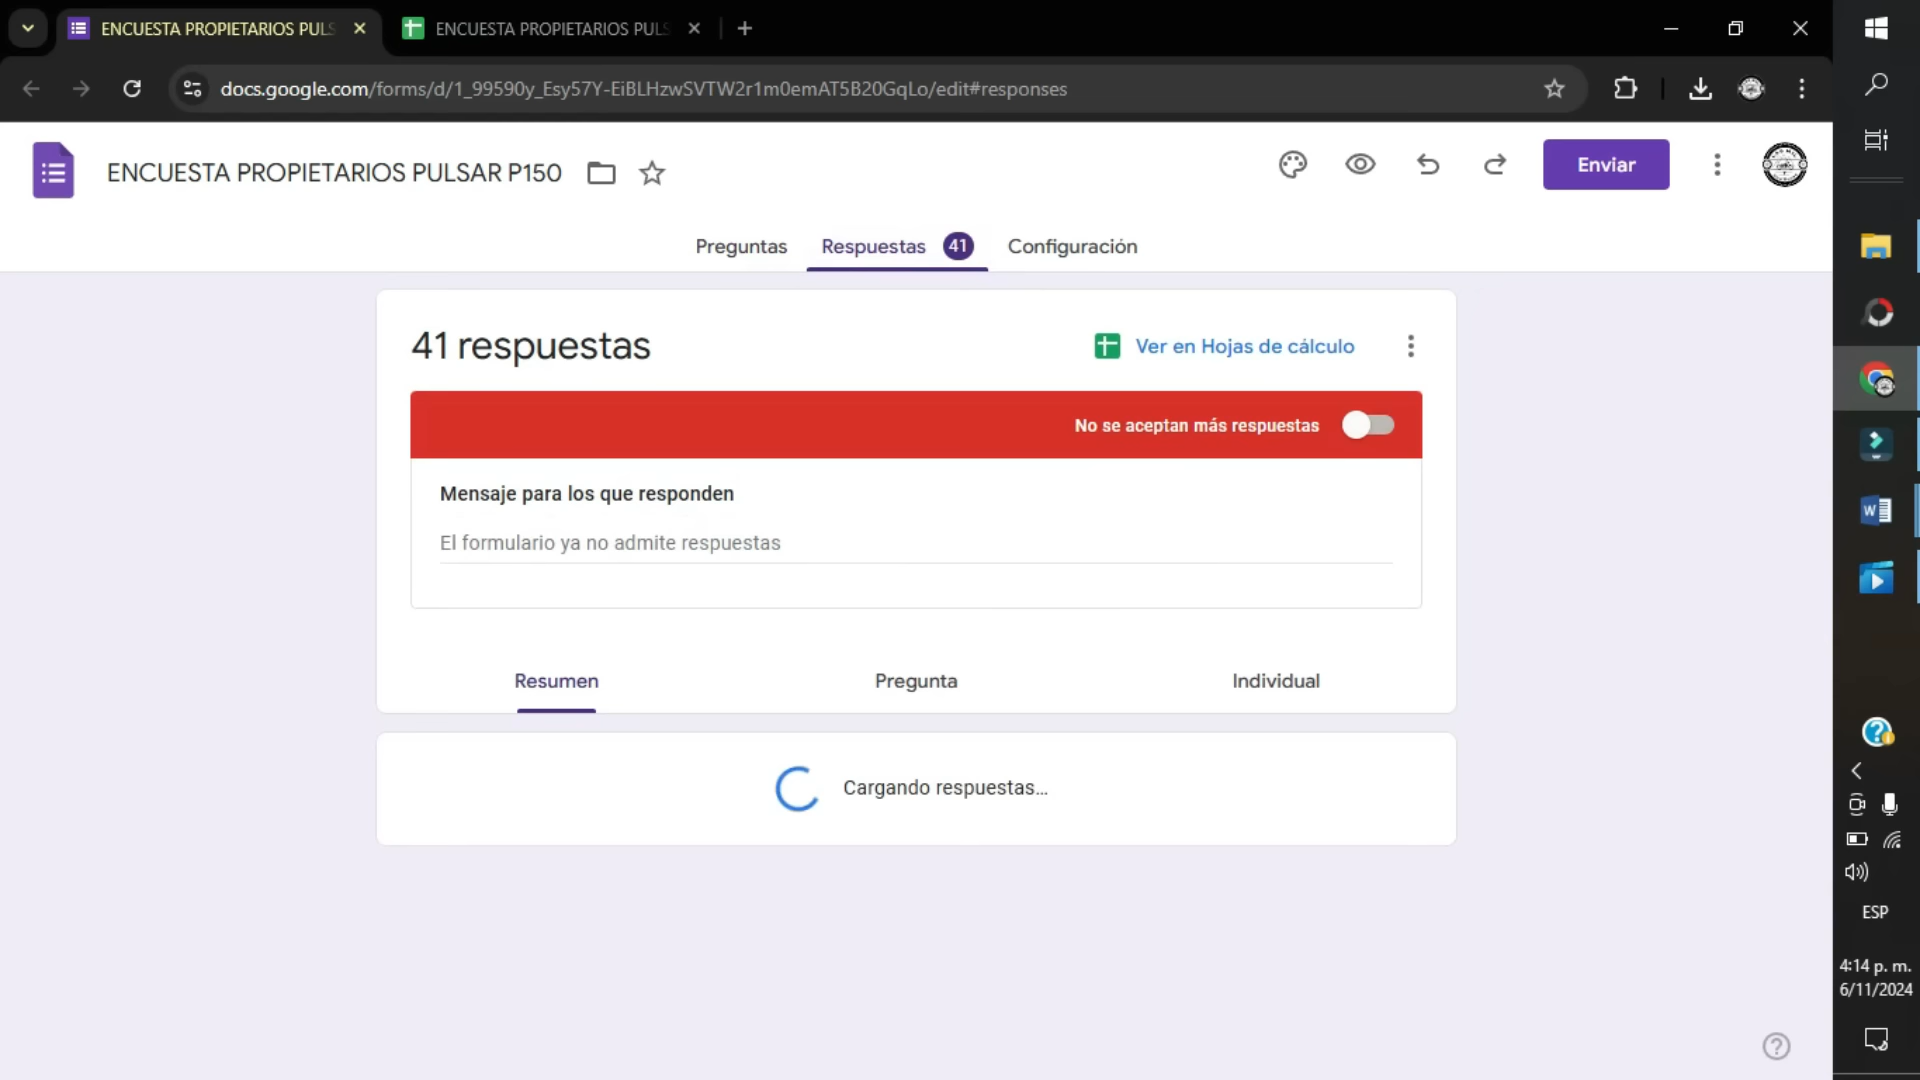 ENCUESTA PROPIETARIOS PULS
ENCUESTA PROPIETARIOS PULS
docs.google.com/forms/d/1_99590y_Esy57Y-EiBLHzwSVTW2r1m0emAT5B20GqLo/edit#responses
ENCUESTA PROPIETARIOS PULSAR P150
Enviar
Preguntas
Respuestas 41
Configuración
41 respuestas
Ver en Hojas de cálculo
No se aceptan más respuestas
Mensaje para los que responden
El formulario ya no admite respuestas
Resumen
Pregunta
Individual
Cargando respuestas...
ESP
4:14 p. m.
6/11/2024